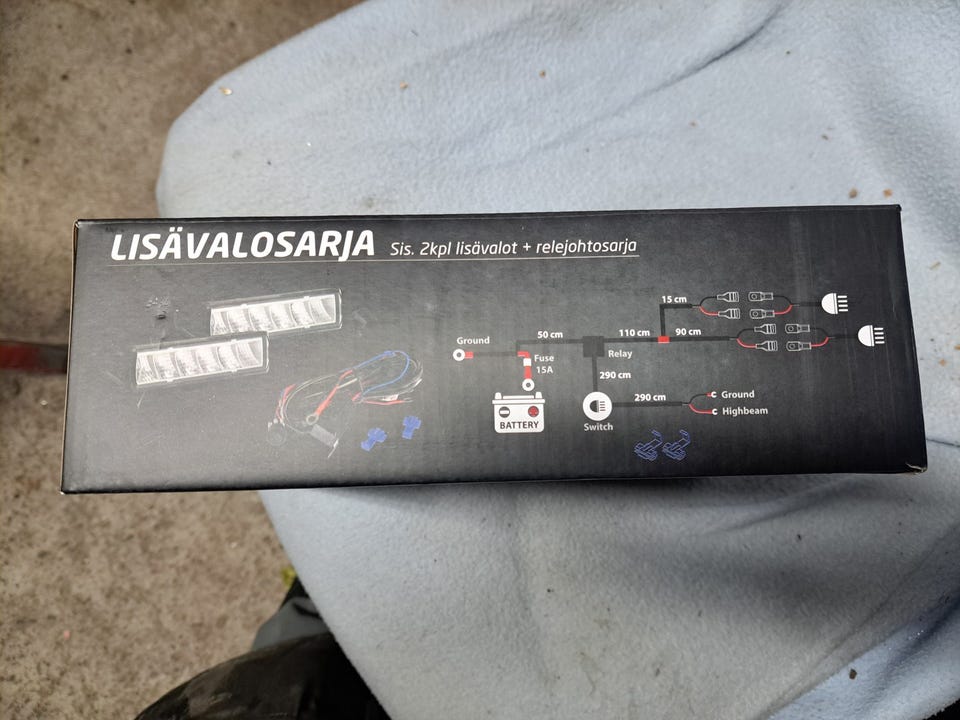 LISÄVALOSARJA Sis. 2kpl lisävalot + relejohtosarja
15 cm
Ground
50 cm
110 cm
90 cm
Fuse
15A
Relay
290 cm
BATTERY
Switch
290 cm
Ground
Highbeam